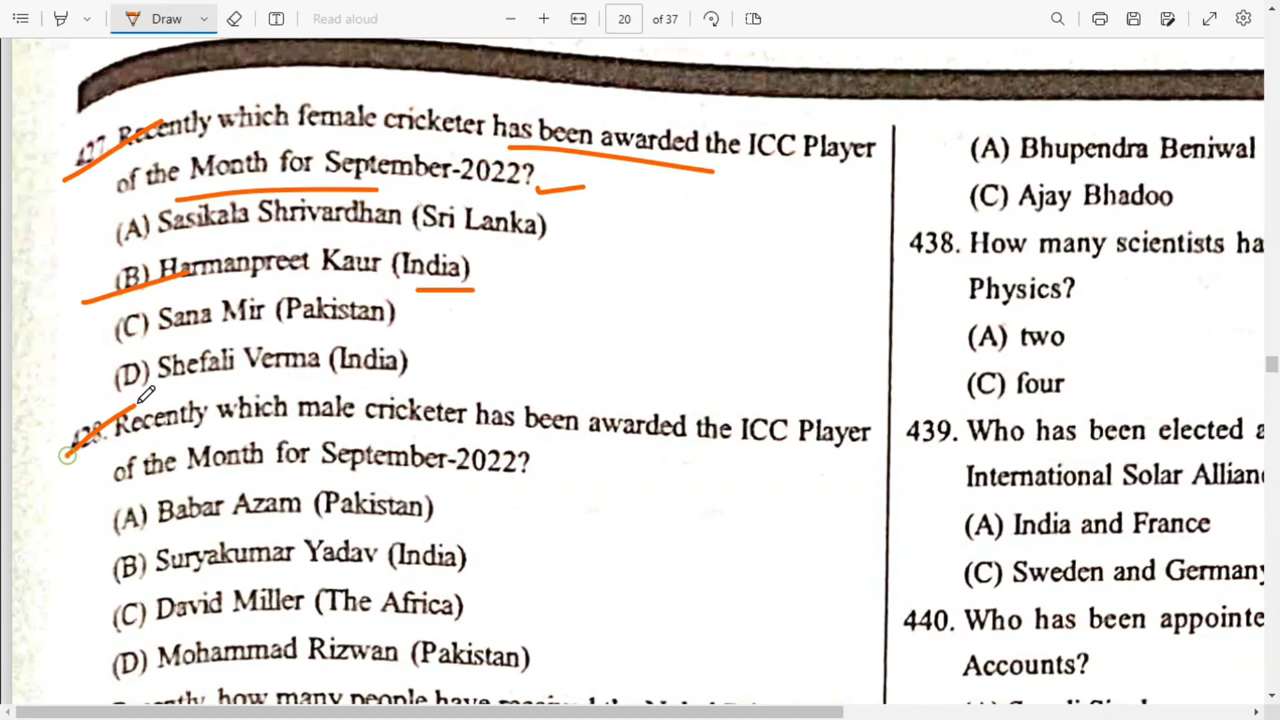 Draw
Read aloud
20 of 37
427. Recently which female cricketer has been awarded the ICC Player
of the Month for September-2022?
(A) Sasikala Shrivardhan (Sri Lanka)
(B) Harmanpreet Kaur (India)
(C) Sana Mir (Pakistan)
(D) Shefali Verma (India)
428. Recently which male cricketer has been awarded the ICC Player
of the Month for September-2022?
(A) Babar Azam (Pakistan)
(B) Suryakumar Yadav (India)
(C) David Miller (The Africa)
(D) Mohammad Rizwan (Pakistan)
how many people have
(A) Bhupendra Beniwal
(C) Ajay Bhadoo
438. How many scientists ha
Physics?
(A) two
(C) four
439. Who has been elected a
International Solar Allian
(A) India and France
(C) Sweden and Germany
440. Who has been appointe
Accounts?